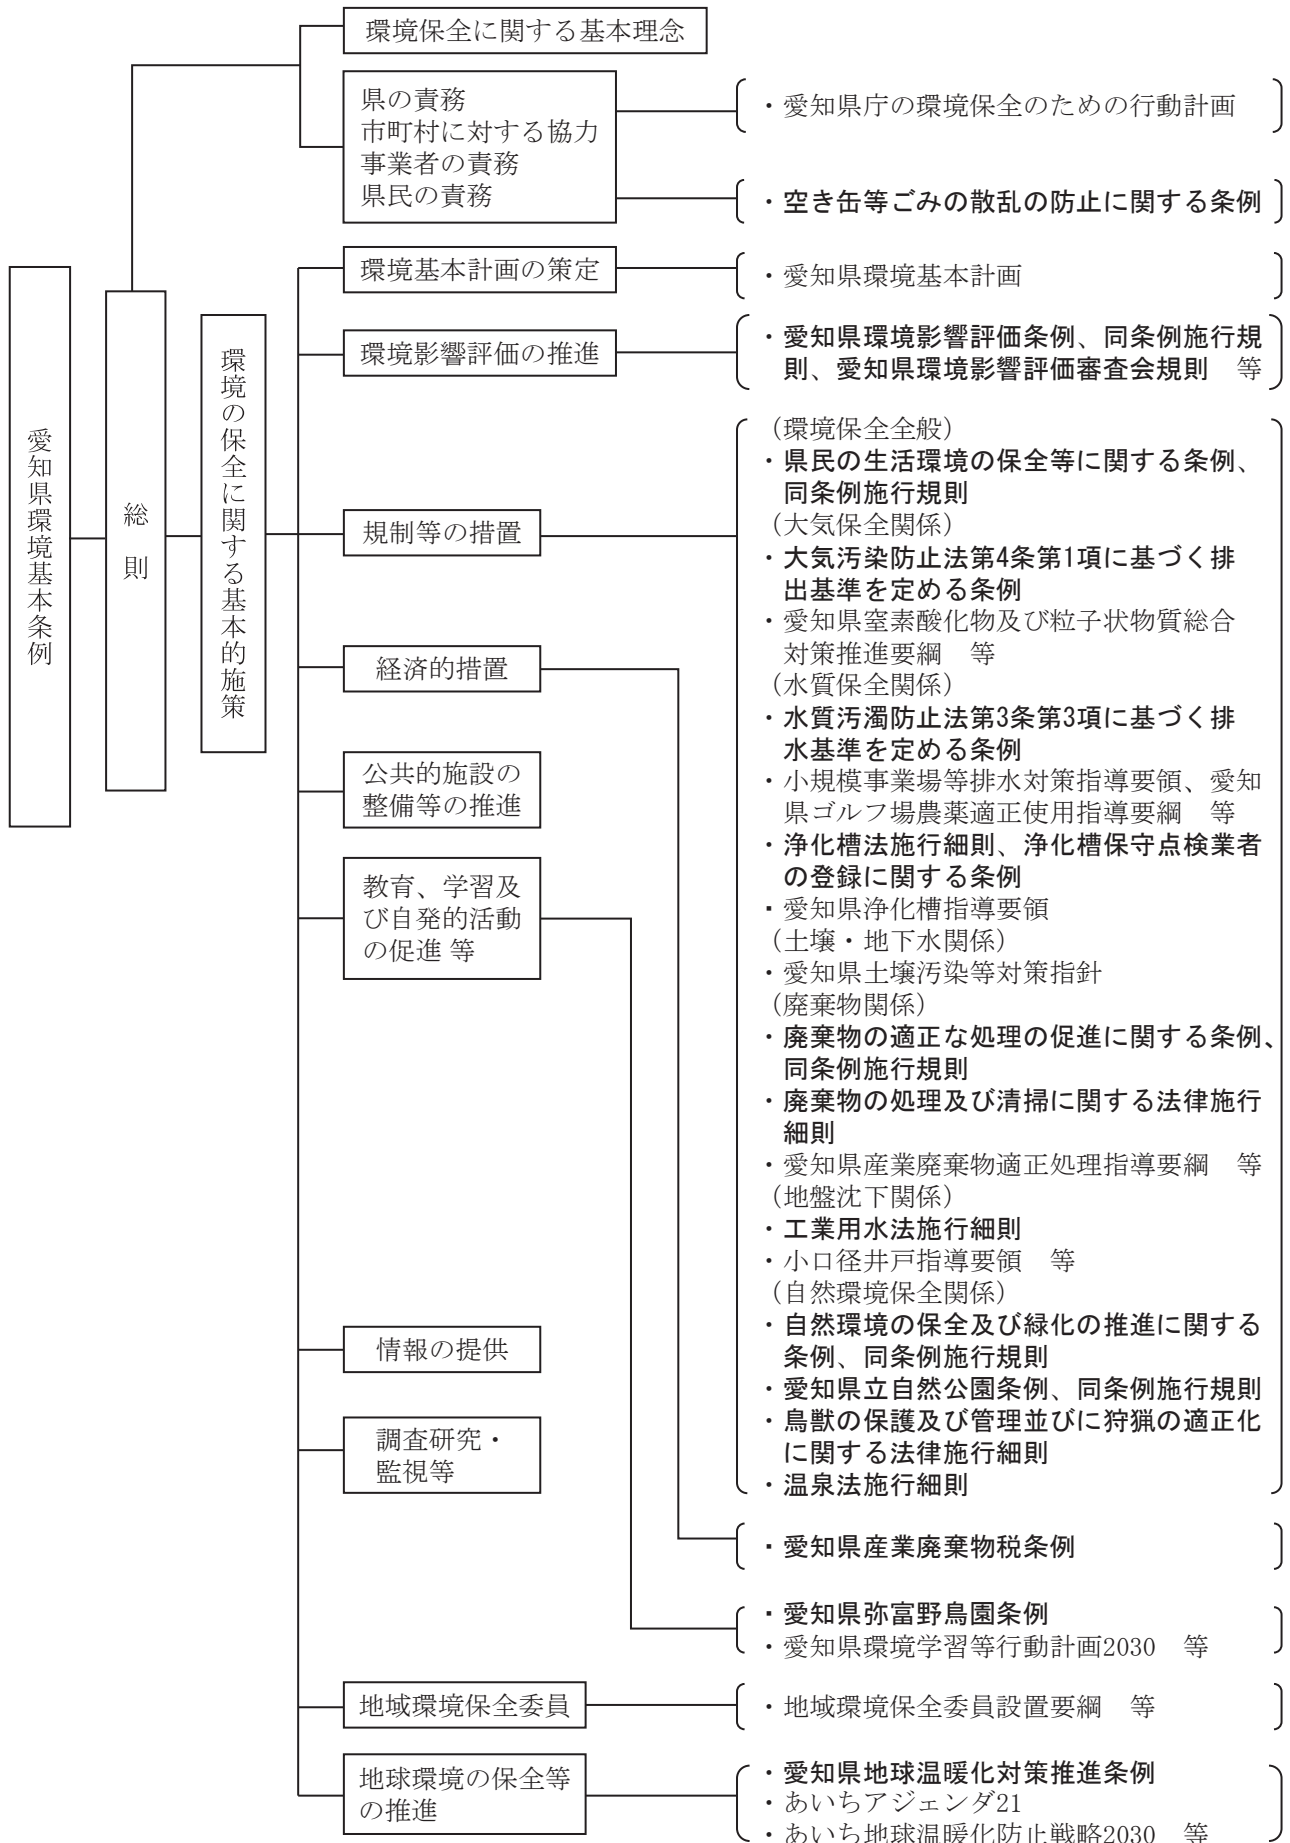 愛知県環境基本条例
総則
環境の保全に関する基本的施策
環境保全に関する基本理念
県の責務
市町村に対する協力
事業者の責務
県民の責務
・愛知県庁の環境保全のための行動計画
・空き缶等ごみの散乱の防止に関する条例
環境基本計画の策定
・愛知県環境基本計画
環境影響評価の推進
・愛知県環境影響評価条例、同条例施行規
則、愛知県環境影響評価審査会規則　等
規制等の措置
（環境保全全般）
・県民の生活環境の保全等に関する条例、
同条例施行規則
（大気保全関係）
・大気汚染防止法第4条第1項に基づく排
出基準を定める条例
・愛知県窒素酸化物及び粒子状物質総合
対策推進要綱　等
（水質保全関係）
・水質汚濁防止法第3条第3項に基づく排
水基準を定める条例
・小規模事業場等排水対策指導要領、愛知
県ゴルフ場農薬適正使用指導要綱　等
・浄化槽法施行細則、浄化槽保守点検業者
の登録に関する条例
・愛知県浄化槽指導要領
（土壌・地下水関係）
・愛知県土壌汚染等対策指針
（廃棄物関係）
・廃棄物の適正な処理の促進に関する条例、
同条例施行規則
・廃棄物の処理及び清掃に関する法律施行
細則
・愛知県産業廃棄物適正処理指導要綱　等
（地盤沈下関係）
・工業用水法施行細則
・小口径井戸指導要領　等
（自然環境保全関係）
・自然環境の保全及び緑化の推進に関する
条例、同条例施行規則
・愛知県立自然公園条例、同条例施行規則
・鳥獣の保護及び管理並びに狩猟の適正化
に関する法律施行細則
・温泉法施行細則
経済的措置
・愛知県産業廃棄物税条例
公共的施設の
整備等の推進
教育、学習及
び自発的活動
の促進 等
・愛知県弥富野鳥園条例
・愛知県環境学習等行動計画2030　等
情報の提供
調査研究・
監視等
地域環境保全委員
・地域環境保全委員設置要綱　等
地球環境の保全等
の推進
・愛知県地球温暖化対策推進条例
・あいちアジェンダ21
・あいち地球温暖化防止戦略2030　等